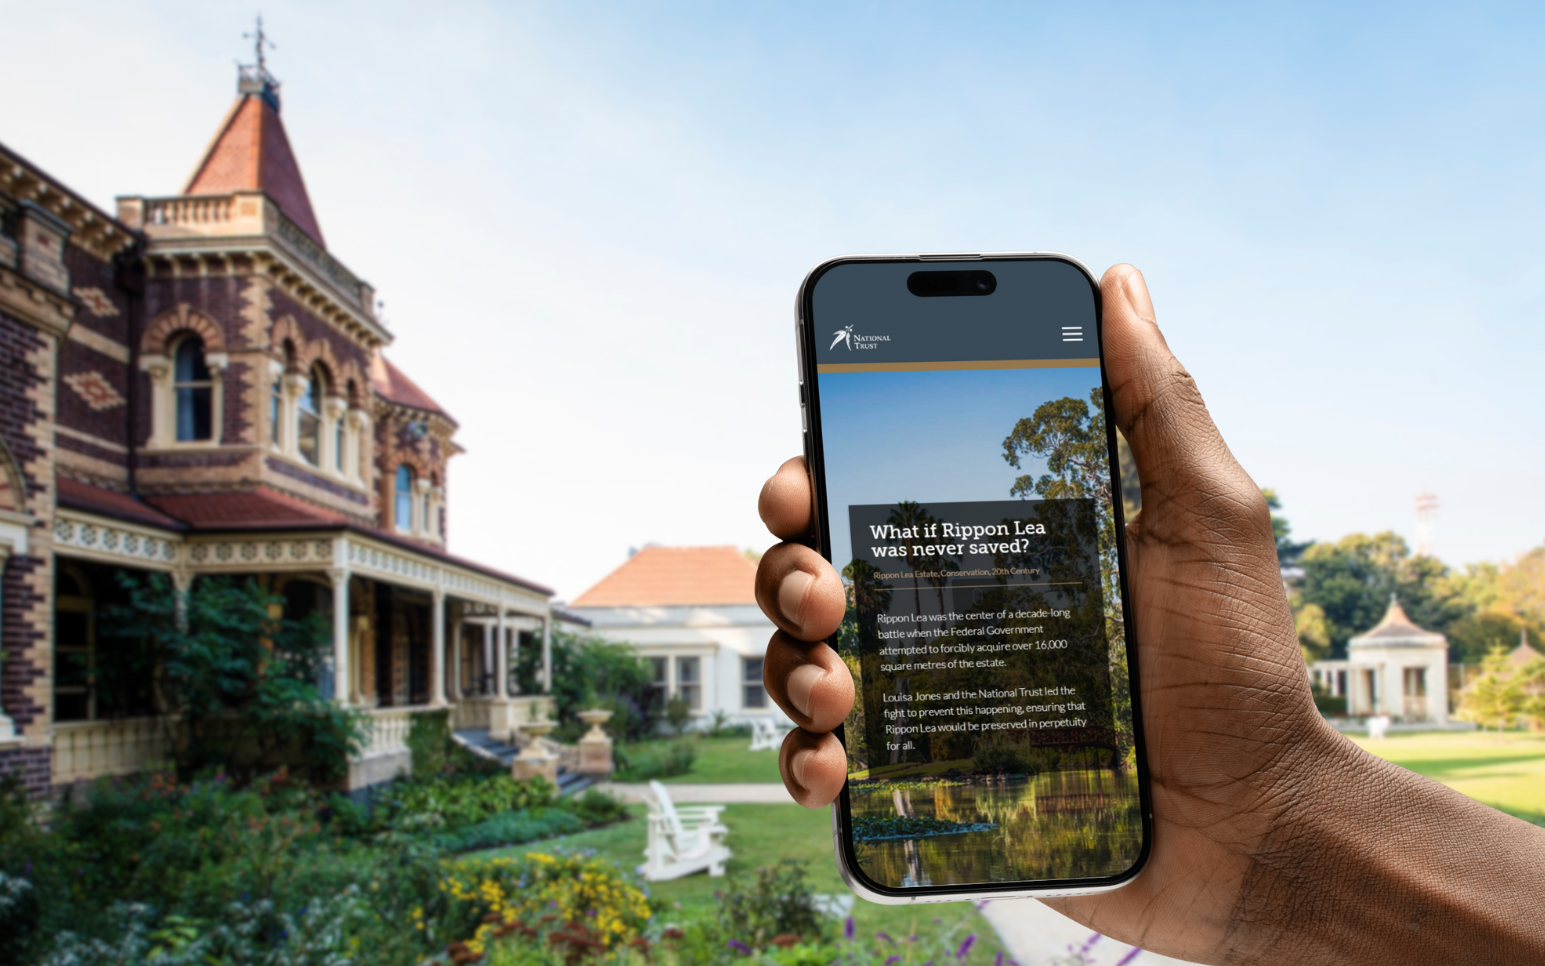 NATIONAL
TRUST
What if Rippon Lea
was never saved?
Rippon Lea Estate, Conservation, 20th Century
Rippon Lea was the center of a decade-long
battle when the Federal Government
attempted to forcibly acquire over 16,000
square metres of the estate.
Louisa Jones and the National Trust led the
fight to prevent this happening, ensuring that
Rippon Lea would be preserved in perpetuity
for all.